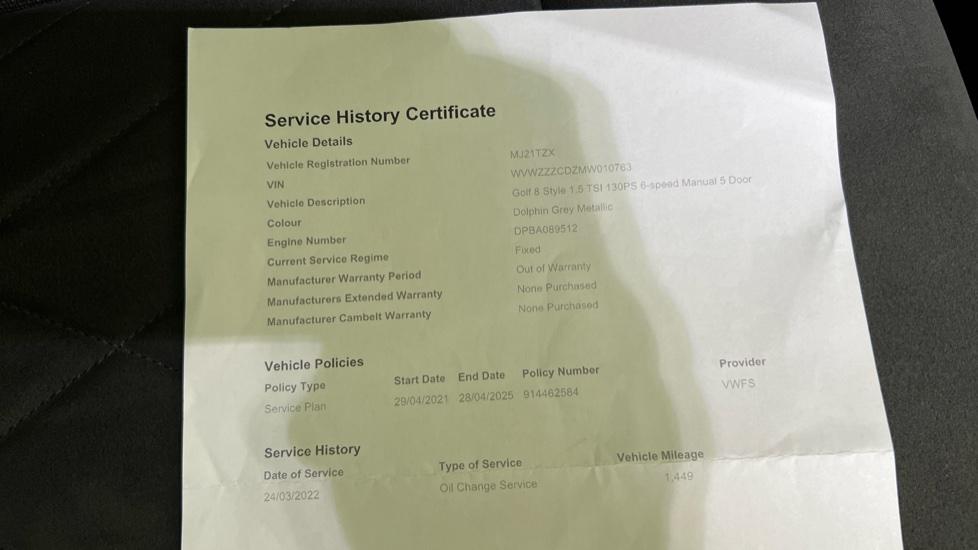 Service History Certificate
Vehicle Details
Vehicle Registration Number MJ21TZX
VIN WVWZZZCDZMW010763
Vehicle Description Golf 8 Style 1.5 TSI 130PS 6-speed Manual 5 Door
Colour Dolphin Grey Metallic
Engine Number DPBA089512
Current Service Regime Fixed
Manufacturer Warranty Period Out of Warranty
Manufacturers Extended Warranty None Purchased
Manufacturer Cambelt Warranty None Purchased
Vehicle Policies
Policy Type Start Date End Date Policy Number Provider
Service Plan 29/04/2021 28/04/2025 914462584 VWFS
Service History
Date of Service Type of Service Vehicle Mileage
24/03/2022 Oil Change Service 1,449